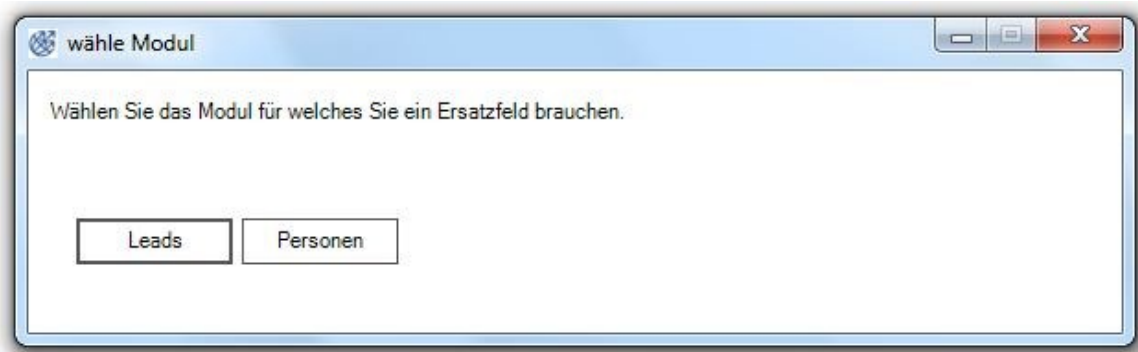 wähle Modul
Wählen Sie das Modul für welches Sie ein Ersatzfeld brauchen.
Leads Personen